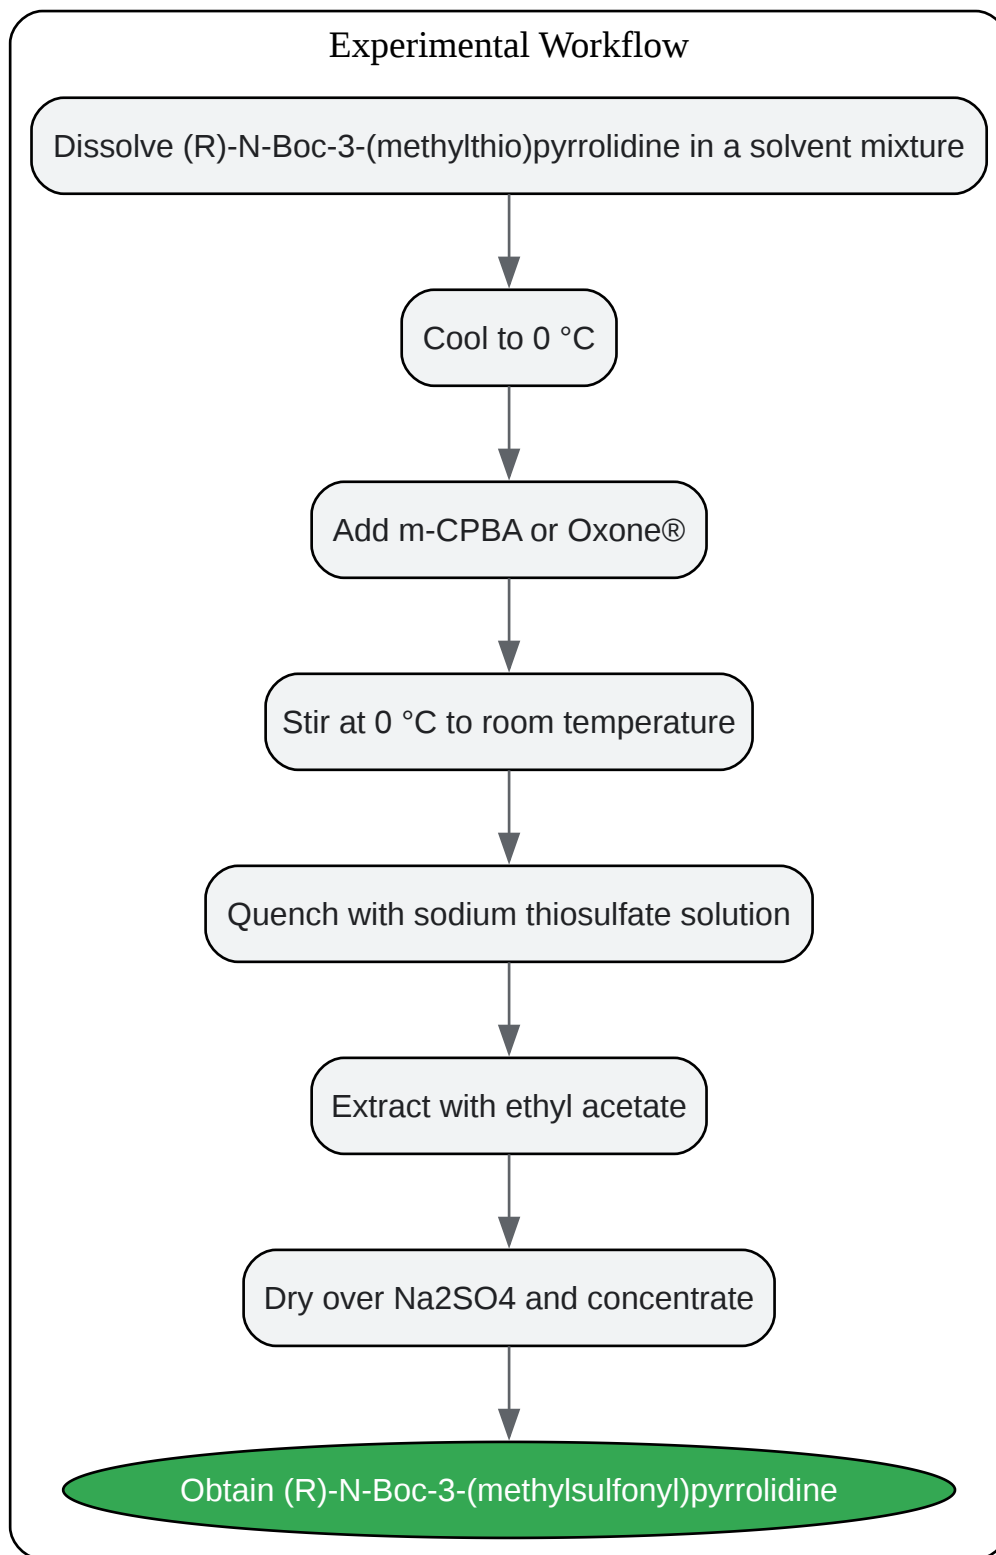 Experimental Workflow
Dissolve (R)-N-Boc-3-(methylthio)pyrrolidine in a solvent mixture
Cool to 0 °C
Add m-CPBA or Oxone®
Stir at 0 °C to room temperature
Quench with sodium thiosulfate solution
Extract with ethyl acetate
Dry over Na2SO4 and concentrate
Obtain (R)-N-Boc-3-(methylsulfonyl)pyrrolidine